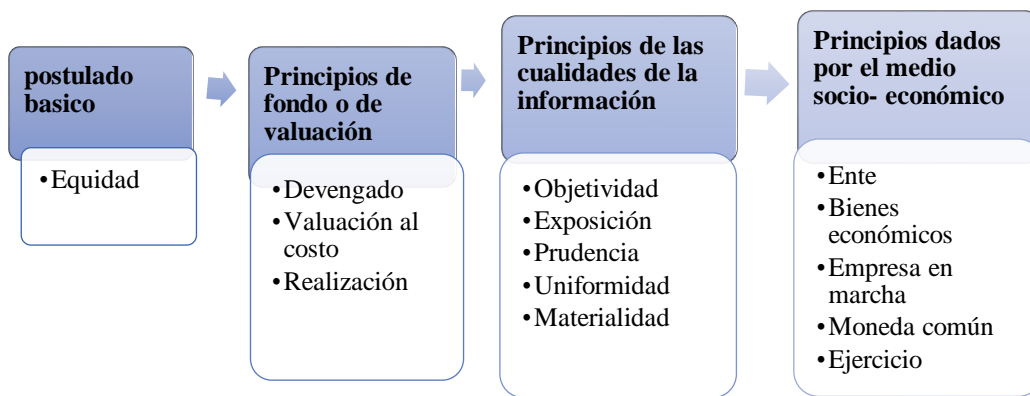 postulado
basico
•Equidad
Principios de
fondo o de
valuación
•Devengado
•Valuación al
costo
•Realización
Principios de las
cualidades de la
información
•Objetividad
•Exposición
•Prudencia
•Uniformidad
•Materialidad
Principios dados
por el medio
socio- económico
•Ente
•Bienes
económicos
•Empresa en
marcha
•Moneda común
•Ejercicio